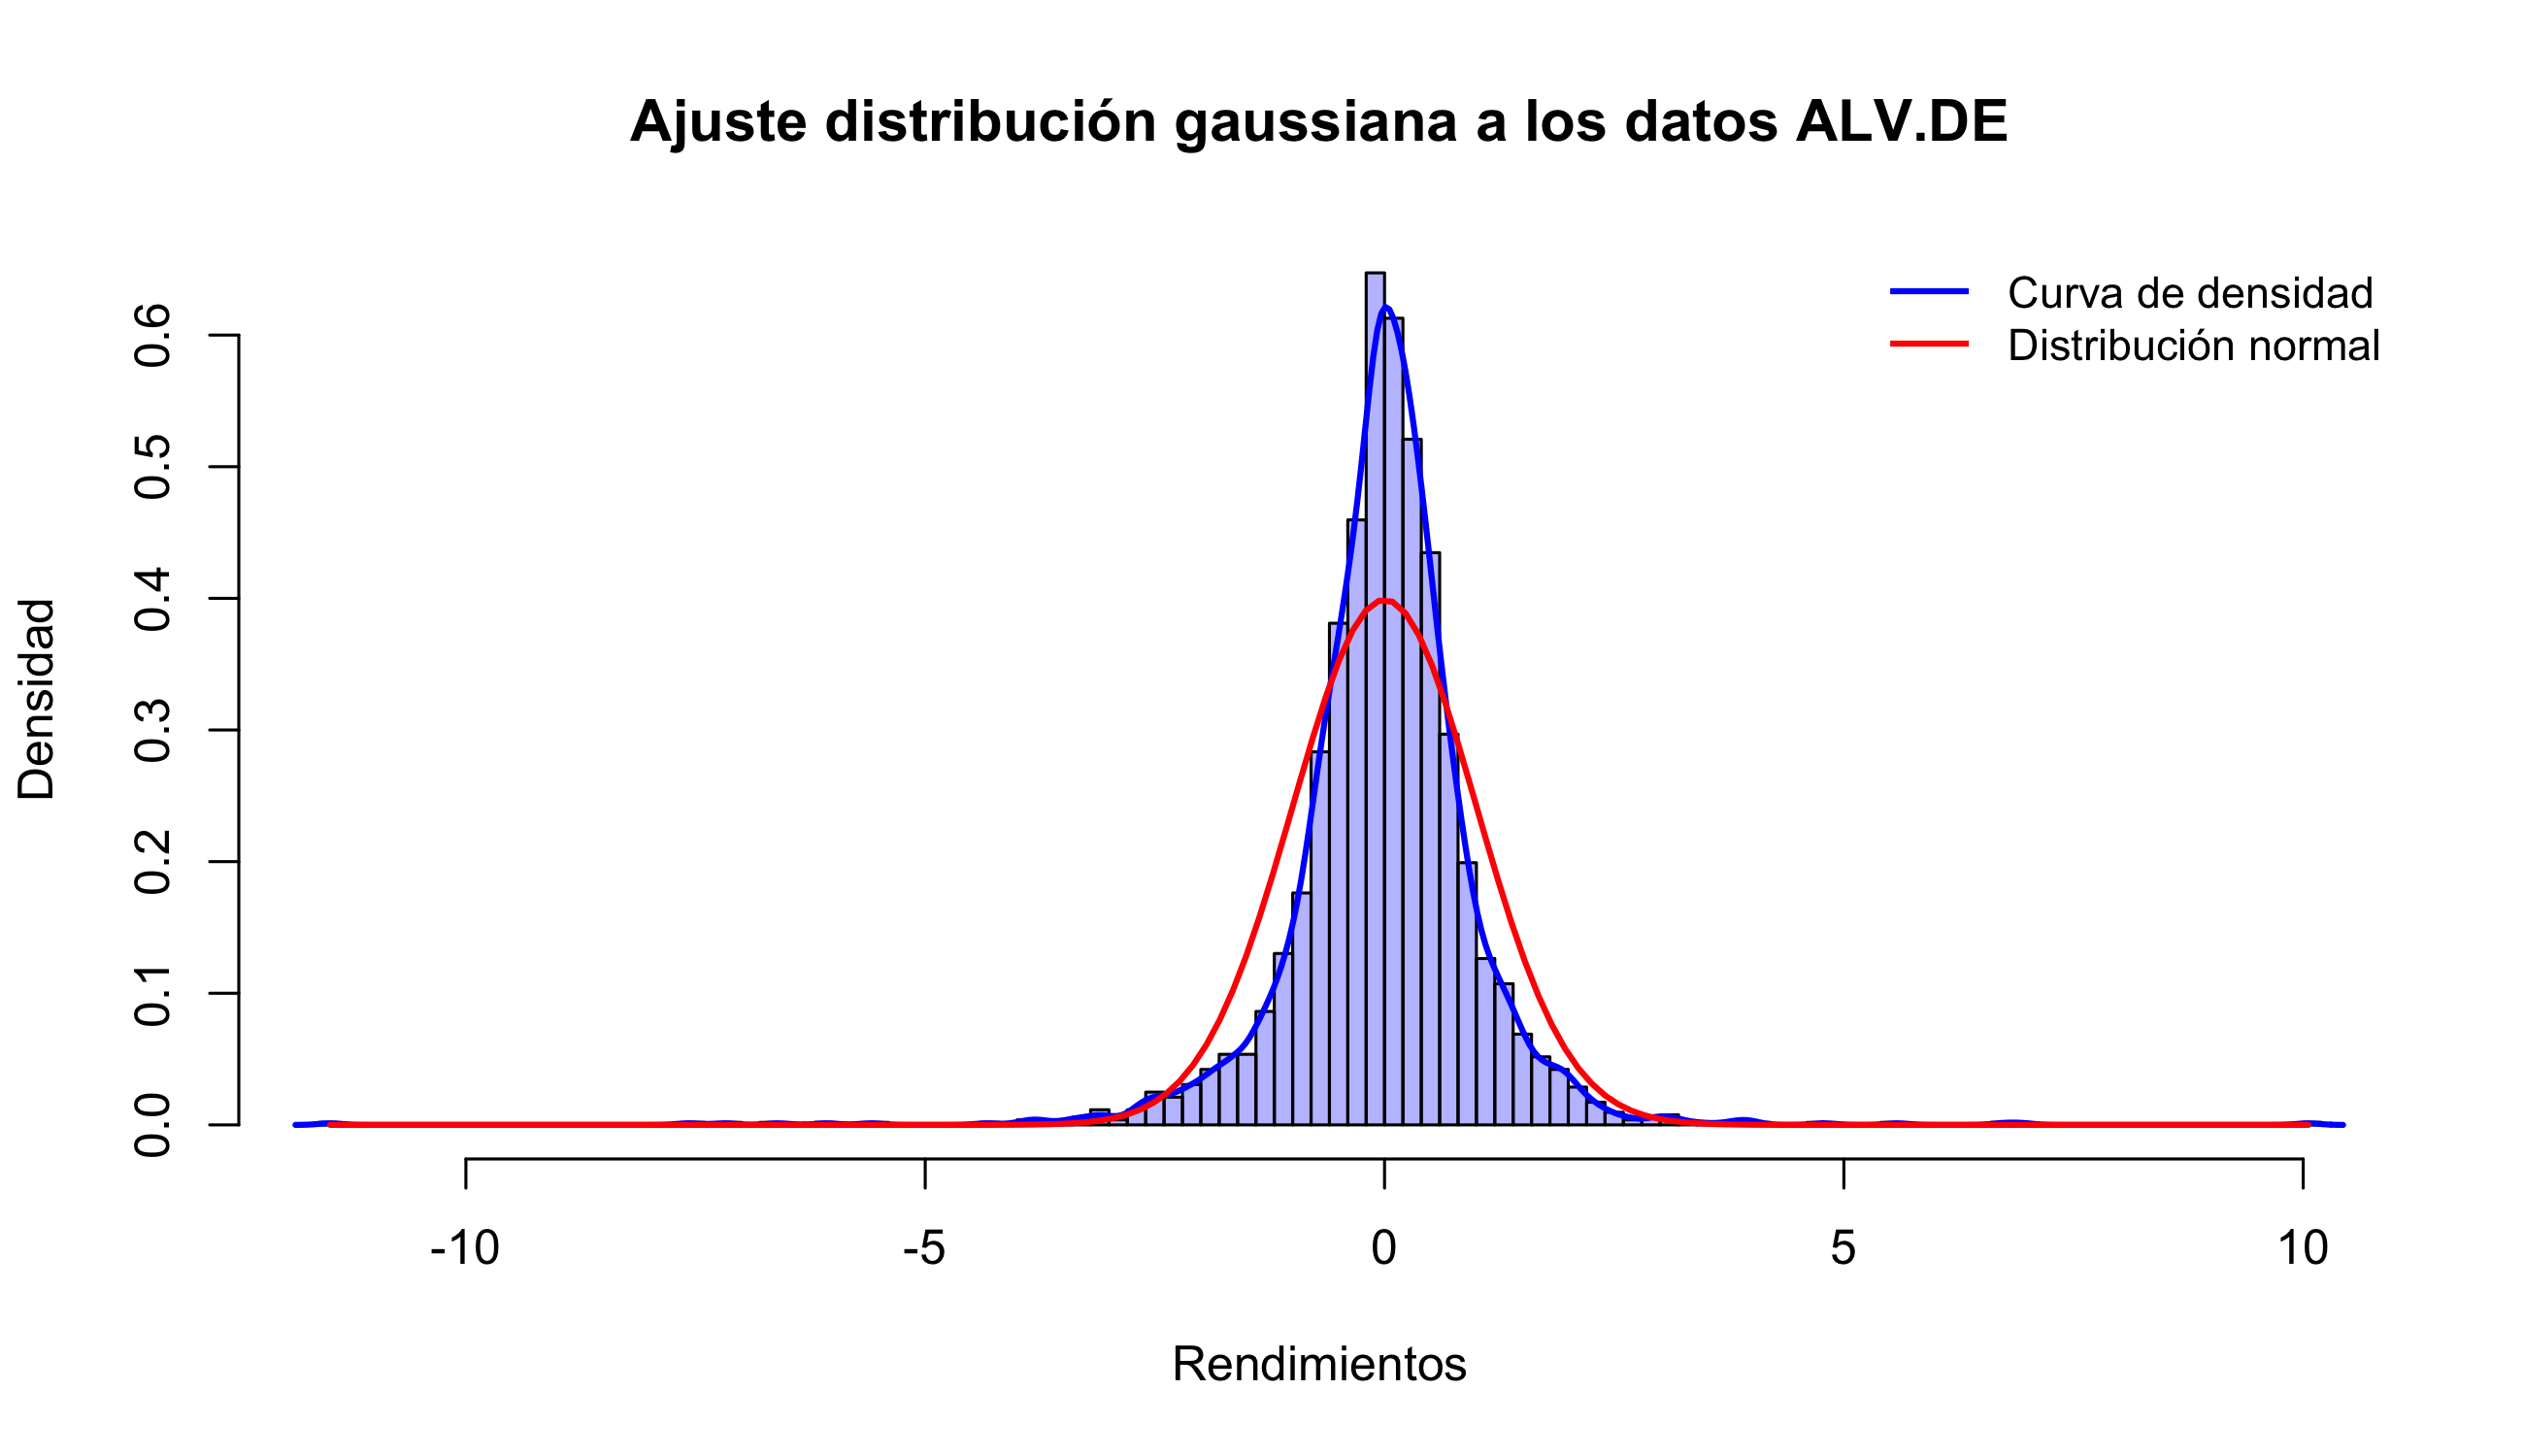 Ajuste distribución gaussiana a los datos ALV.DE
Curva de densidad
Distribución normal
Densidad
0.6
0.5
0.4
0.3
0.2
0.1
0.0
-10 -5 0 5 10
Rendimientos